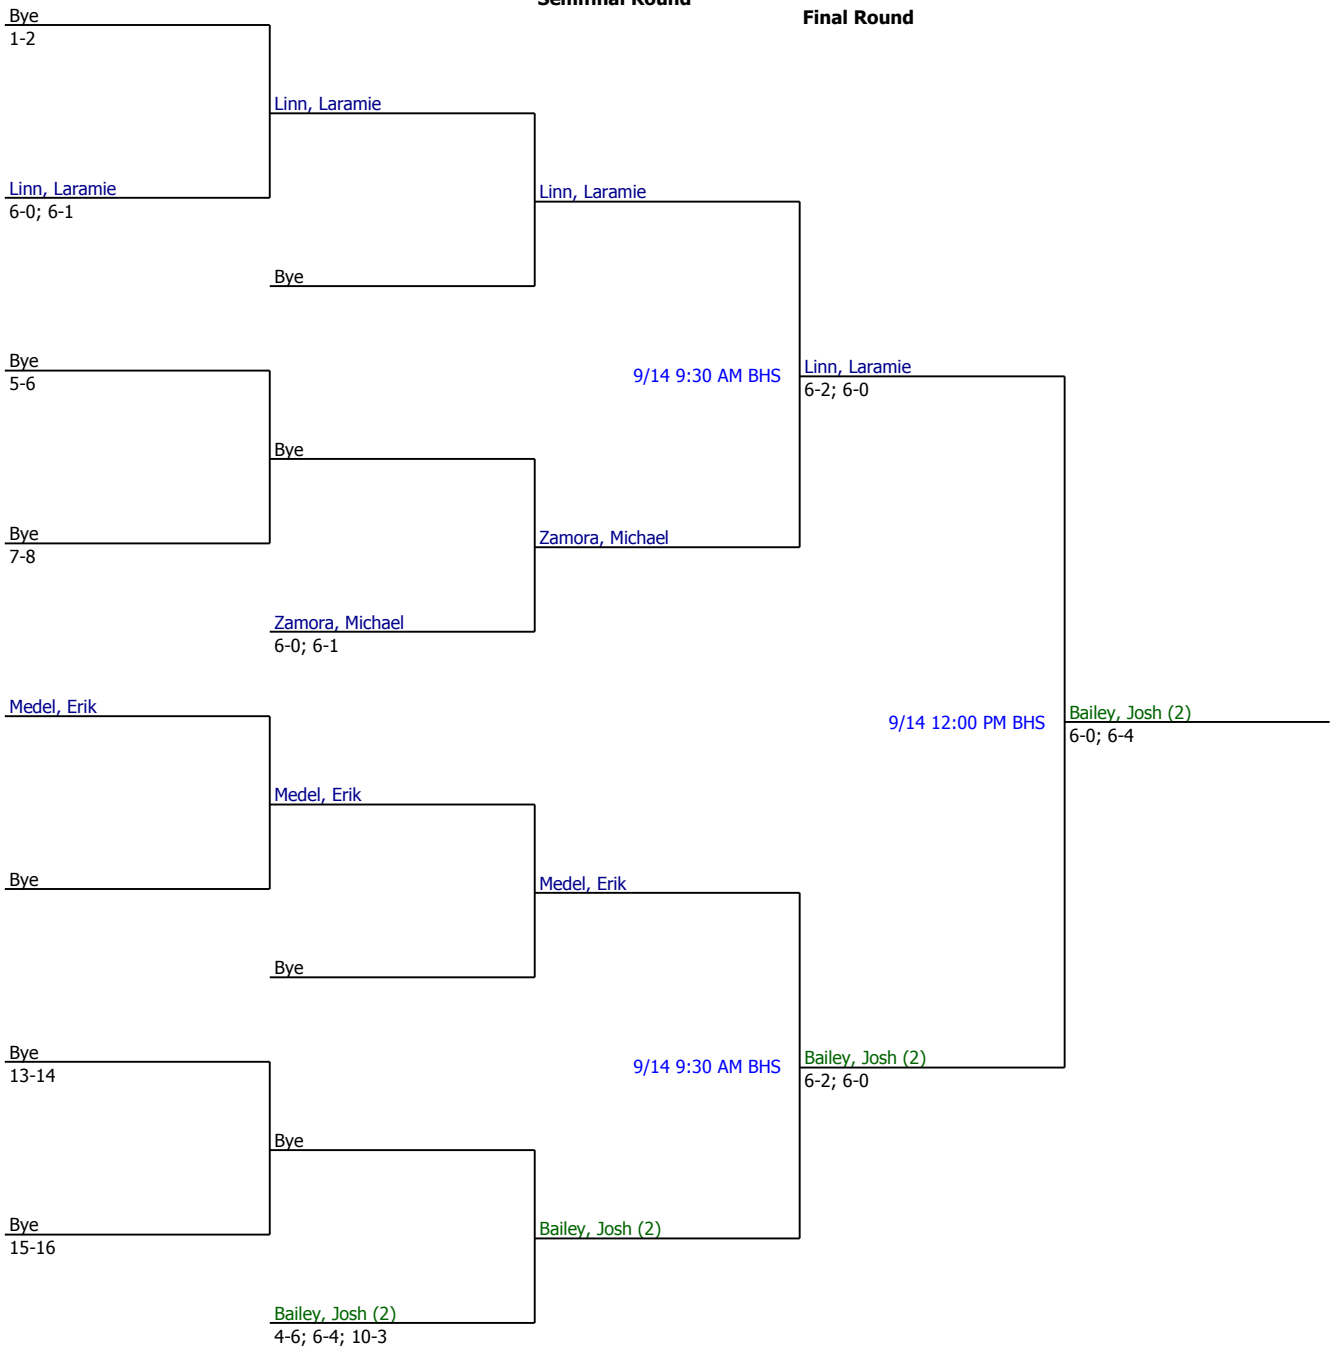 Semifinal Round
Final Round
Bye
1-2
Linn, Laramie
Linn, Laramie
6-0; 6-1
Linn, Laramie
Bye
Bye
5-6
9/14 9:30 AM BHS
Linn, Laramie
6-2; 6-0
Bye
Bye
7-8
Zamora, Michael
Zamora, Michael
6-0; 6-1
Medel, Erik
9/14 12:00 PM BHS
Bailey, Josh (2)
6-0; 6-4
Medel, Erik
Bye
Medel, Erik
Bye
Bye
13-14
9/14 9:30 AM BHS
Bailey, Josh (2)
6-2; 6-0
Bye
Bye
15-16
Bailey, Josh (2)
Bailey, Josh (2)
4-6; 6-4; 10-3